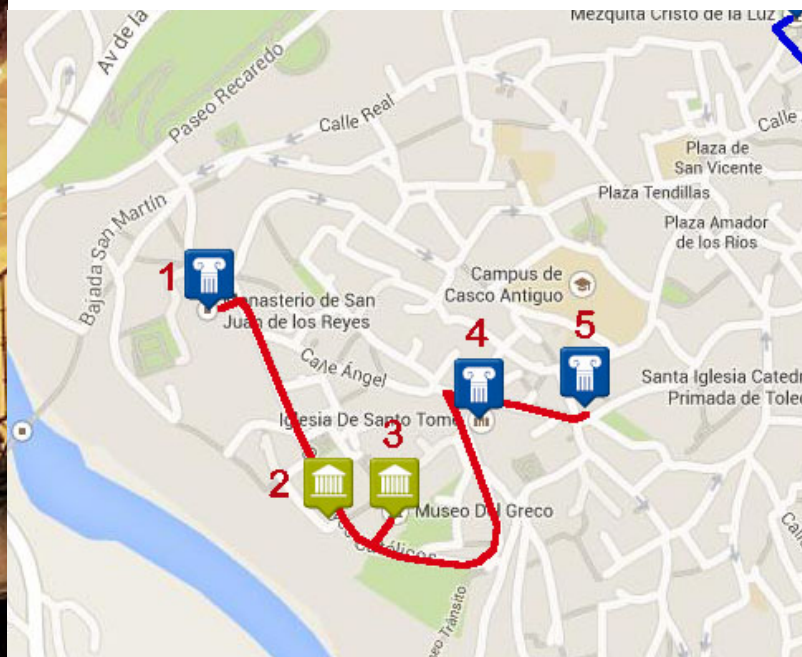 Mezquita Cristo de la Luz
Av de la
Paseo Recaredo
Calle Real
Calle
Plaza de
San Vicente
Plaza Tendillas
Bajada San Martín
Plaza Amador
de los Ríos
1
Monasterio de San
Juan de los Reyes
Campus de
Casco Antiguo
4
5
Calle Ángel
Santa Iglesia Catedr
Primada de Tole
Iglesia De Santo Tomé
3
2
Museo Del Greco
Católicos
Tránsito